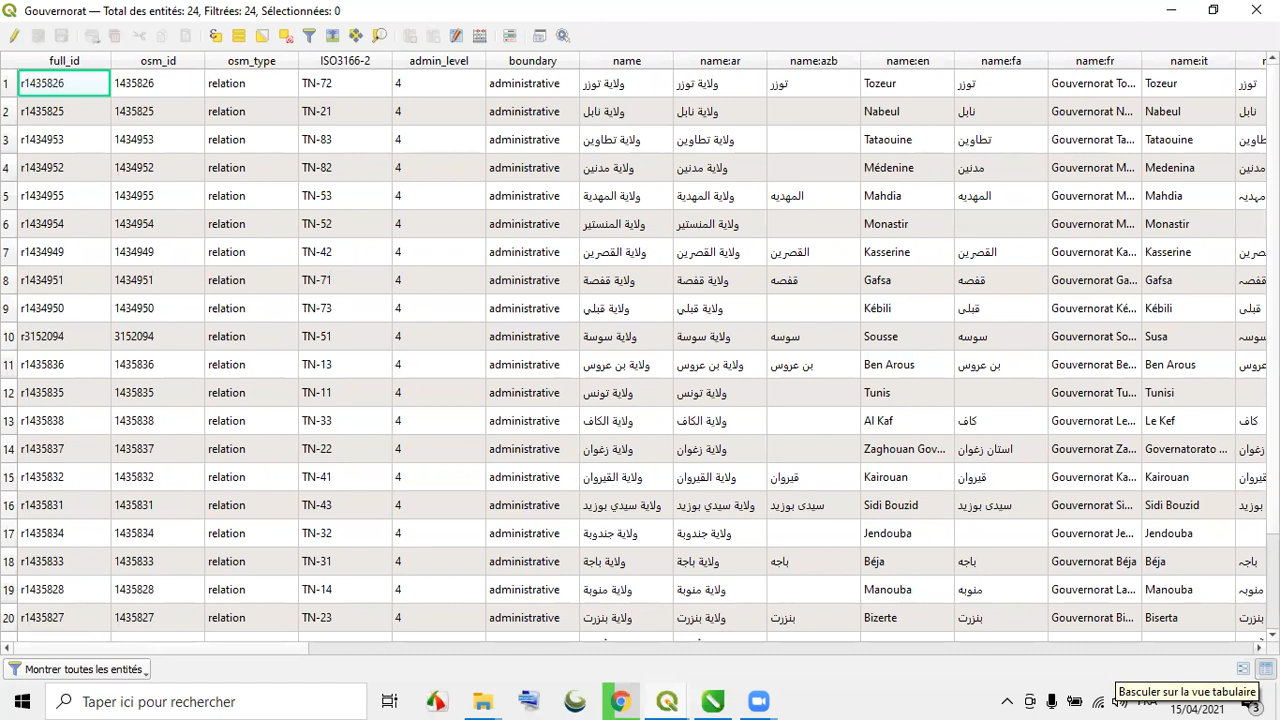 Gouvernorat — Total des entités: 24, Filtrées: 24, Sélectionnées: 0
full_id osm_id osm_type ISO3166-2 admin_level boundary name name:ar name:azb name:en name:fa name:fr name:it
1 r1435826 1435826 relation TN-72 4 administrative ولاية توزر ولاية توزر توزر Tozeur توزر Gouvernorat To... Tozeur توزر
2 r1435825 1435825 relation TN-21 4 administrative ولاية نابل ولاية نابل Nabeul نابل Gouvernorat N... Nabeul نابل
3 r1434953 1434953 relation TN-83 4 administrative ولاية تطاوين ولاية تطاوين Tataouine تطاوین Gouvernorat Ta... Tataouine
4 r1434952 1434952 relation TN-82 4 administrative ولاية مدنين ولاية مدنين Médenine مدنین Gouvernorat M... Medenina مدنین
5 r1434955 1434955 relation TN-53 4 administrative ولاية المهدية ولاية المهدية المهدیه Mahdia المهدیه Gouvernorat M... Mahdia
6 r1434954 1434954 relation TN-52 4 administrative ولاية المنستير ولاية المنستير Monastir Gouvernorat M... Monastir
7 r1434949 1434949 relation TN-42 4 administrative ولاية القصرين ولاية القصرين القصرین Kasserine القصرین Gouvernorat Ka... Kasserine
8 r1434951 1434951 relation TN-71 4 administrative ولاية قفصة ولاية قفصة قفصه Gafsa قفصه Gouvernorat Ga... Gafsa قفصہ
9 r1434950 1434950 relation TN-73 4 administrative ولاية قبلي ولاية قبلي Kébili قبلی Gouvernorat Ké... Kébili قبلی
10 r3152094 3152094 relation TN-51 4 administrative ولاية سوسة ولاية سوسة سوسه Sousse سوسه Gouvernorat So... Susa سوسہ
11 r1435836 1435836 relation TN-13 4 administrative ولاية بن عروس ولاية بن عروس بن عروس Ben Arous بن عروس Gouvernorat Be... Ben Arous
12 r1435835 1435835 relation TN-11 4 administrative ولاية تونس ولاية تونس Tunis Gouvernorat Tu... Tunisi
13 r1435838 1435838 relation TN-33 4 administrative ولاية الكاف ولاية الكاف Al Kaf کاف Gouvernorat Le... Le Kef کاف
14 r1435837 1435837 relation TN-22 4 administrative ولاية زغوان ولاية زغوان Zaghouan Gov... استان زغوان Gouvernorat Za... Governatorato ... زغوان
15 r1435832 1435832 relation TN-41 4 administrative ولاية القيروان ولاية القيروان قیروان Kairouan قیروان Gouvernorat Ka... Kairouan
16 r1435831 1435831 relation TN-43 4 administrative ولاية سيدي بوزيد ولاية سيدي بوزيد سیدی بوزید Sidi Bouzid سیدی بوزید Gouvernorat Si... Sidi Bouzid
17 r1435834 1435834 relation TN-32 4 administrative ولاية جندوبة ولاية جندوبة Jendouba Gouvernorat Je... Jendouba
18 r1435833 1435833 relation TN-31 4 administrative ولاية باجة ولاية باجة باجه Béja باجه Gouvernorat Béja Béja باجہ
19 r1435828 1435828 relation TN-14 4 administrative ولاية منوبة ولاية منوبة Manouba منوبه Gouvernorat La... Manouba منوبہ
20 r1435827 1435827 relation TN-23 4 administrative ولاية بنزرت ولاية بنزرت بنزرت Bizerte بنزرت Gouvernorat Bi... Biserta بنزرت
Montrer toutes les entités
Basculer sur la vue tabulaire
Taper ici pour rechercher
15/04/2021
3